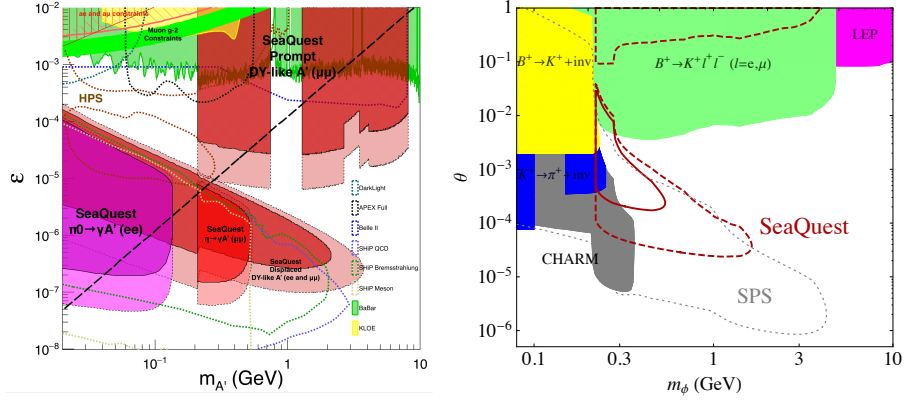 10⁻²
10⁻³
10⁻⁴
10⁻⁵
10⁻⁶
10⁻⁷
10⁻⁸
ε
ae and aμ constraints
Muon g-2
Constraints
SeaQuest
Prompt
DY-like A′(μμ)
HPS
SeaQuest
π0→γA′(ee)
SeaQuest
η→γA′(μμ)
SeaQuest
Displaced
DY-like A′(ee and μμ)
DarkLight
APEX Full
Belle II
SHiP QCD
SHiP Bremsstrahlung
SHiP Meson
BaBar
KLOE
10⁻¹
1
10
m_A′ (GeV)
θ
1
10⁻¹
10⁻²
10⁻³
10⁻⁴
10⁻⁵
10⁻⁶
LEP
B⁺→K⁺+inv
B⁺→K⁺l⁺l⁻ (l=e,μ)
K⁺→π⁺+inv
SeaQuest
CHARM
SPS
0.1
0.3
1
3
10
m_ϕ (GeV)